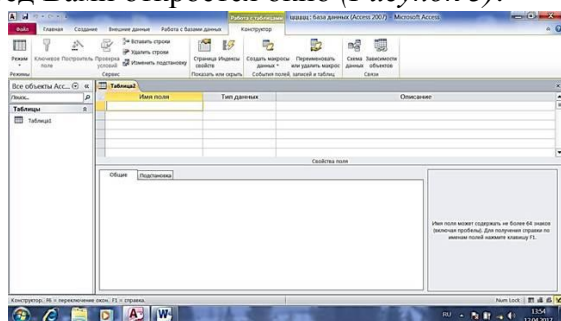 ед Вами откроется окно (Рисунок 3).
Работа с таблицами
база данных (Access 2007) - Microsoft Access
Файл Главная Создание Внешние данные Работа с базами данных Конструктор
Режим
Ключевое поле
Построитель
Проверка условий
Вставить строки
Удалить строки
Изменить подстановку
Страница свойств
Индексы
Создать макросы данных
Переименовать или удалить макрос
Схема данных
Зависимости объектов
Режимы Сервис Показать или скрыть События полей, записей и таблиц Связи
Все объекты Acc...
Поиск...
Таблицы
Таблица1
Таблица2
Имя поля Тип данных Описание
Свойства поля
Общие Подстановка
Имя поля может содержать не более 64 знаков
(включая пробелы). Для получения справки по
именам полей нажмите клавишу F1.
Конструктор. F6 = переключение окон. F1 = справка. Num Lock
RU 13:54
12.04.2017